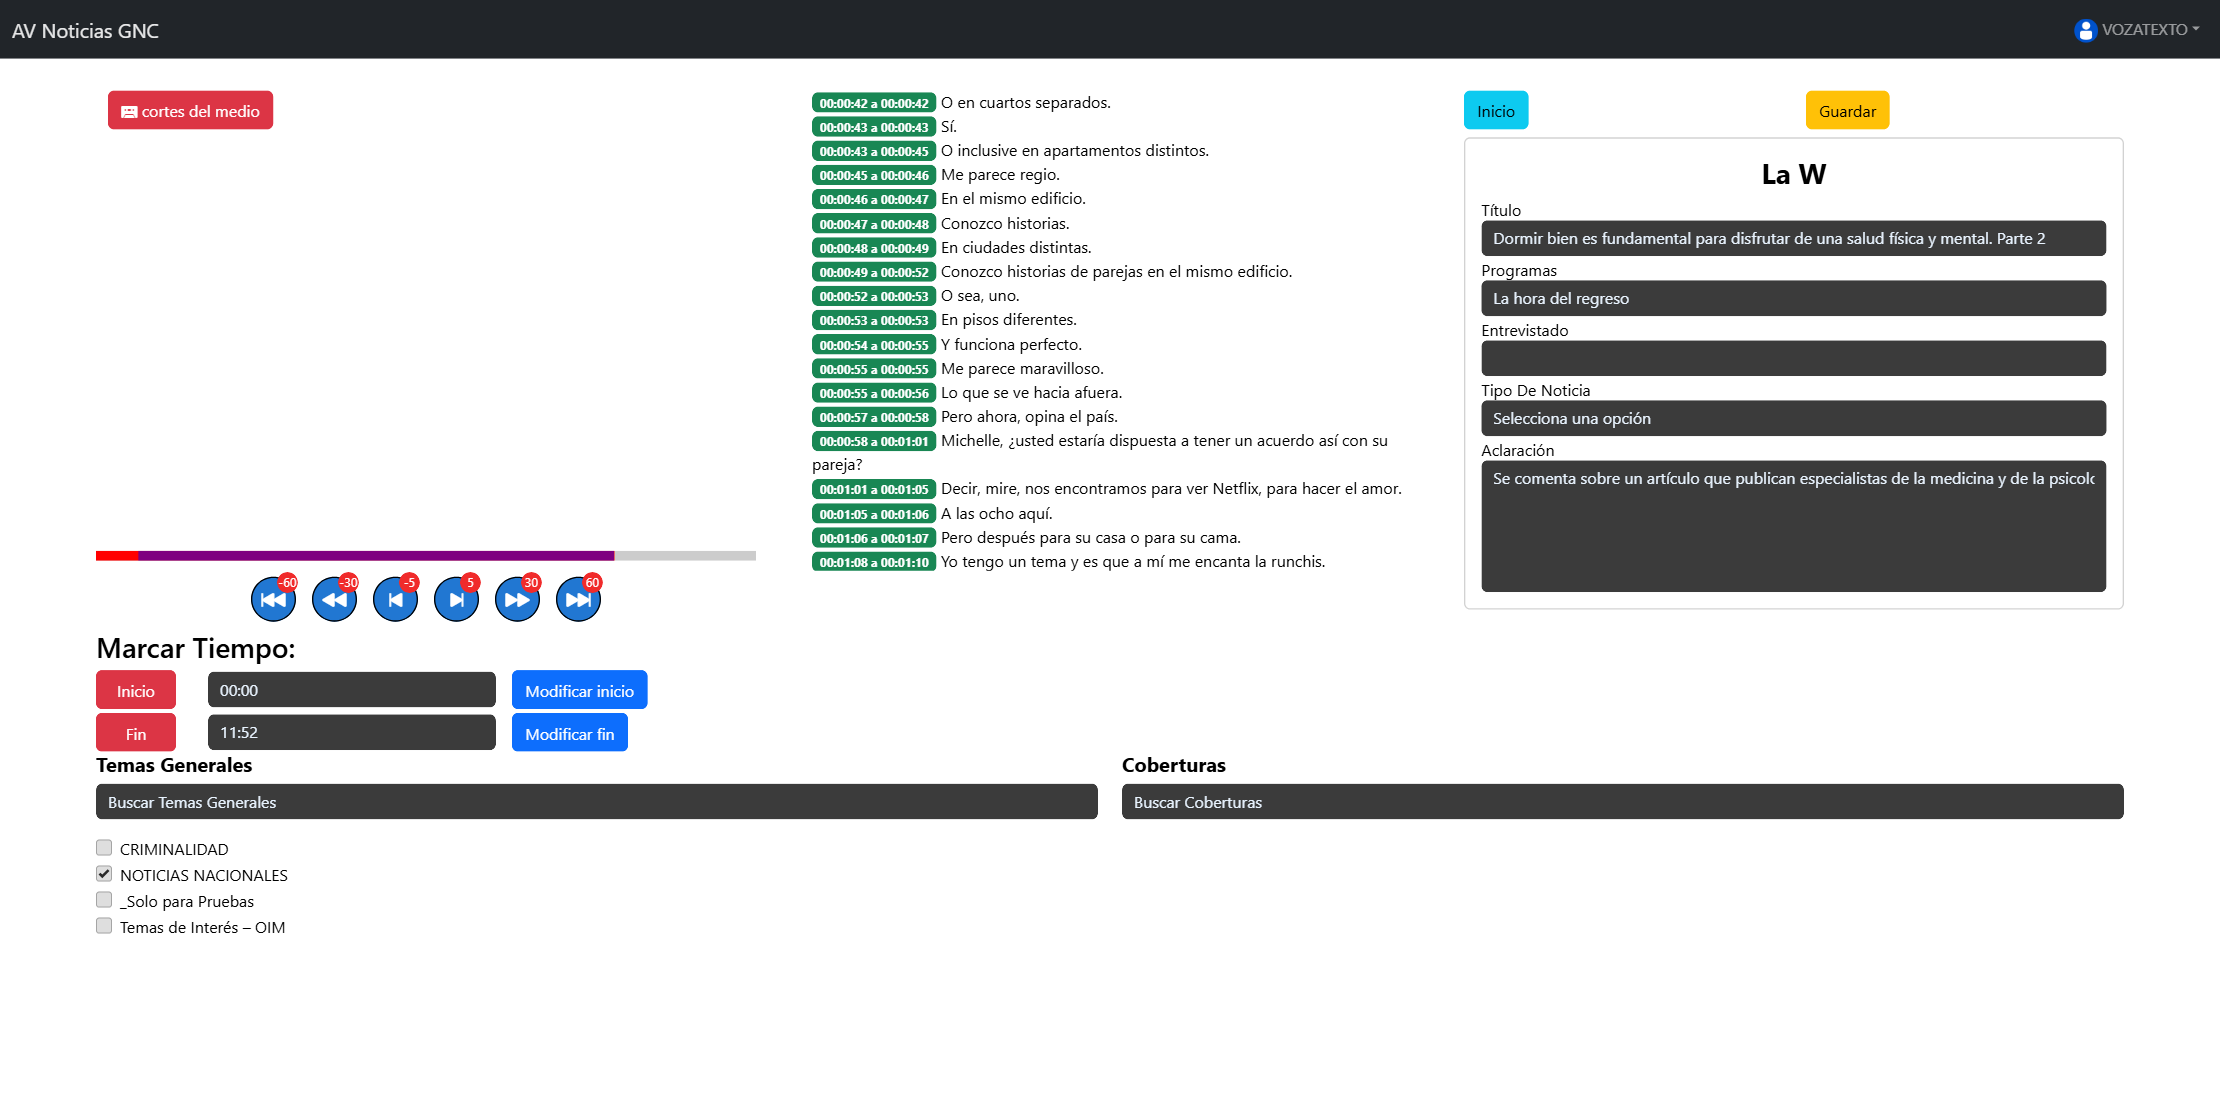 AV Noticias GNC
VOZATEXTO
cortes del medio
-60
-30
-5
5
30
60
Marcar Tiempo:
Inicio 00:00 Modificar inicio
Fin 11:52 Modificar fin
00:00:42 a 00:00:42 O en cuartos separados.
00:00:43 a 00:00:43 Sí.
00:00:43 a 00:00:45 O inclusive en apartamentos distintos.
00:00:45 a 00:00:46 Me parece regio.
00:00:46 a 00:00:47 En el mismo edificio.
00:00:47 a 00:00:48 Conozco historias.
00:00:48 a 00:00:49 En ciudades distintas.
00:00:49 a 00:00:52 Conozco historias de parejas en el mismo edificio.
00:00:52 a 00:00:53 O sea, uno.
00:00:53 a 00:00:53 En pisos diferentes.
00:00:54 a 00:00:55 Y funciona perfecto.
00:00:55 a 00:00:55 Me parece maravilloso.
00:00:55 a 00:00:56 Lo que se ve hacia afuera.
00:00:57 a 00:00:58 Pero ahora, opina el país.
00:00:58 a 00:01:01 Michelle, ¿usted estaría dispuesta a tener un acuerdo así con su
pareja?
00:01:01 a 00:01:05 Decir, mire, nos encontramos para ver Netflix, para hacer el amor.
00:01:05 a 00:01:06 A las ocho aquí.
00:01:06 a 00:01:07 Pero después para su casa o para su cama.
00:01:08 a 00:01:10 Yo tengo un tema y es que a mí me encanta la runchis.
Inicio
Guardar
La W
Título
Dormir bien es fundamental para disfrutar de una salud física y mental. Parte 2
Programas
La hora del regreso
Entrevistado
Tipo De Noticia
Selecciona una opción
Aclaración
Se comenta sobre un artículo que publican especialistas de la medicina y de la psicolo
Temas Generales
Buscar Temas Generales
CRIMINALIDAD
NOTICIAS NACIONALES
_Solo para Pruebas
Temas de Interés – OIM
Coberturas
Buscar Coberturas